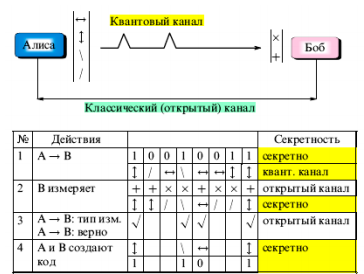 Квантовый канал
Алиса
Боб
Классический (открытый) канал
№ Действия Секретность
1 A → B 1 0 0 1 0 0 1 1 секретно
↕ / ↔ \ ↔ ↔ ↕ ↕ квант. канал
2 B измеряет + + × × + × × + открытый канал
↕ ↕ / \ ↔ / \ ↕ секретно
3 A → B: тип изм. √ √ √ √ открытый канал
A → B: верно
4 A и B создают ↕ \ ↔ ↕ секретно
код 1 1 0 1